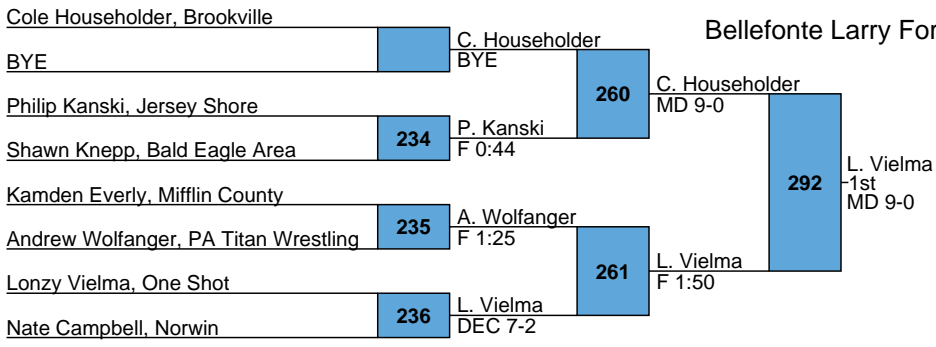 Cole Householder, Brookville
BYE
Philip Kanski, Jersey Shore
Shawn Knepp, Bald Eagle Area
Kamden Everly, Mifflin County
Andrew Wolfanger, PA Titan Wrestling
Lonzy Vielma, One Shot
Nate Campbell, Norwin
234
235
236
C. Householder
BYE
P. Kanski
F 0:44
A. Wolfanger
F 1:25
L. Vielma
DEC 7-2
260
261
C. Householder
MD 9-0
L. Vielma
F 1:50
292
L. Vielma
1st
MD 9-0
Bellefonte Larry For